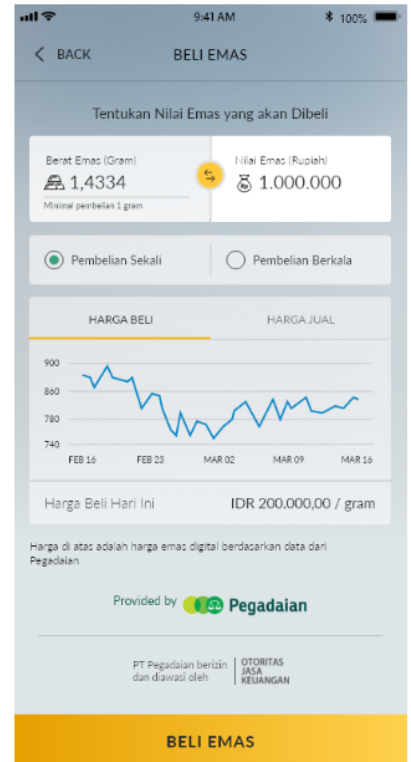 9:41 AM
100%
BACK
BELI EMAS
Tentukan Nilai Emas yang akan Dibeli
Berat Emas (Gram)
1,4334
Minimal pembelian 1 gram
Nilai Emas (Rupiah)
Rp
1.000.000
Pembelian Sekali
Pembelian Berkala
HARGA BELI
HARGA JUAL
900
860
780
740
FEB 16
FEB 23
MAR 02
MAR 09
MAR 16
Harga Beli Hari Ini
IDR 200.000,00 / gram
Harga di atas adalah harga emas digital berdasarkan data dari
Pegadaian
Provided by
Pegadaian
PT Pegadaian berizin
dan diawasi oleh
OTORITAS
JASA
KEUANGAN
BELI EMAS